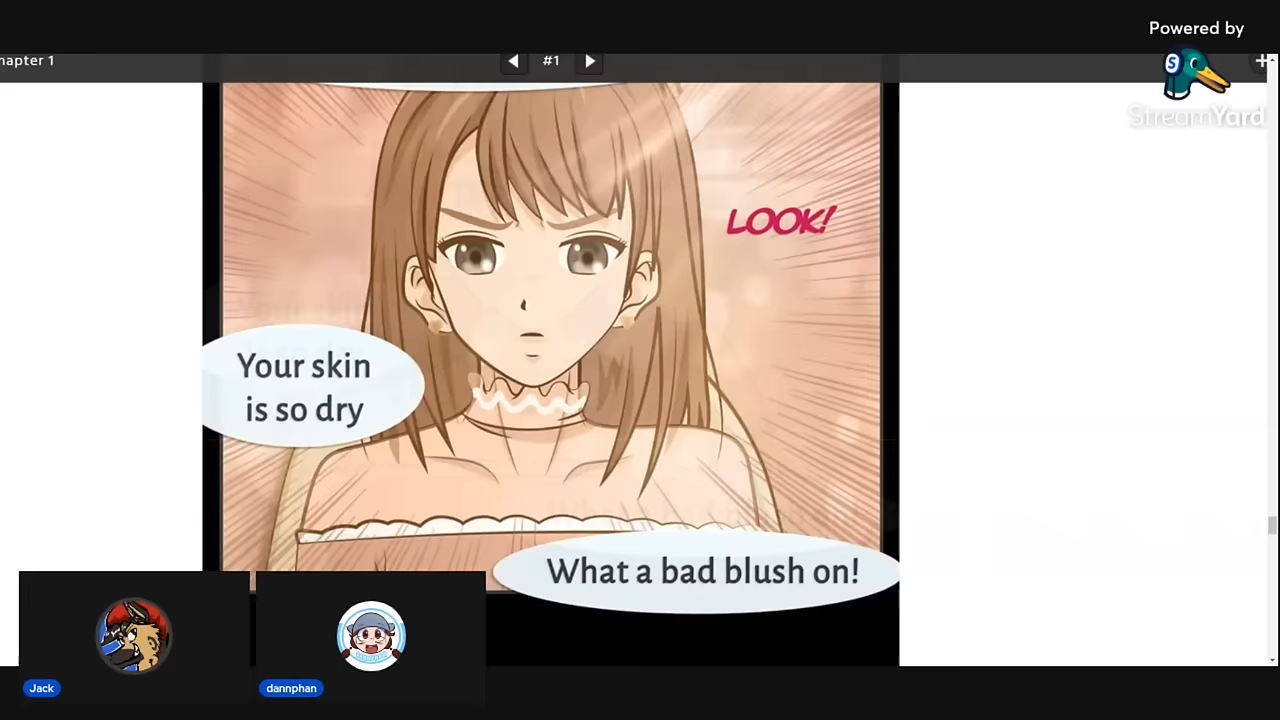 Powered by
hapter 1
#1
StreamYard
LOOK!
Your skin
is so dry
What a bad blush on!
Jack
dannphan